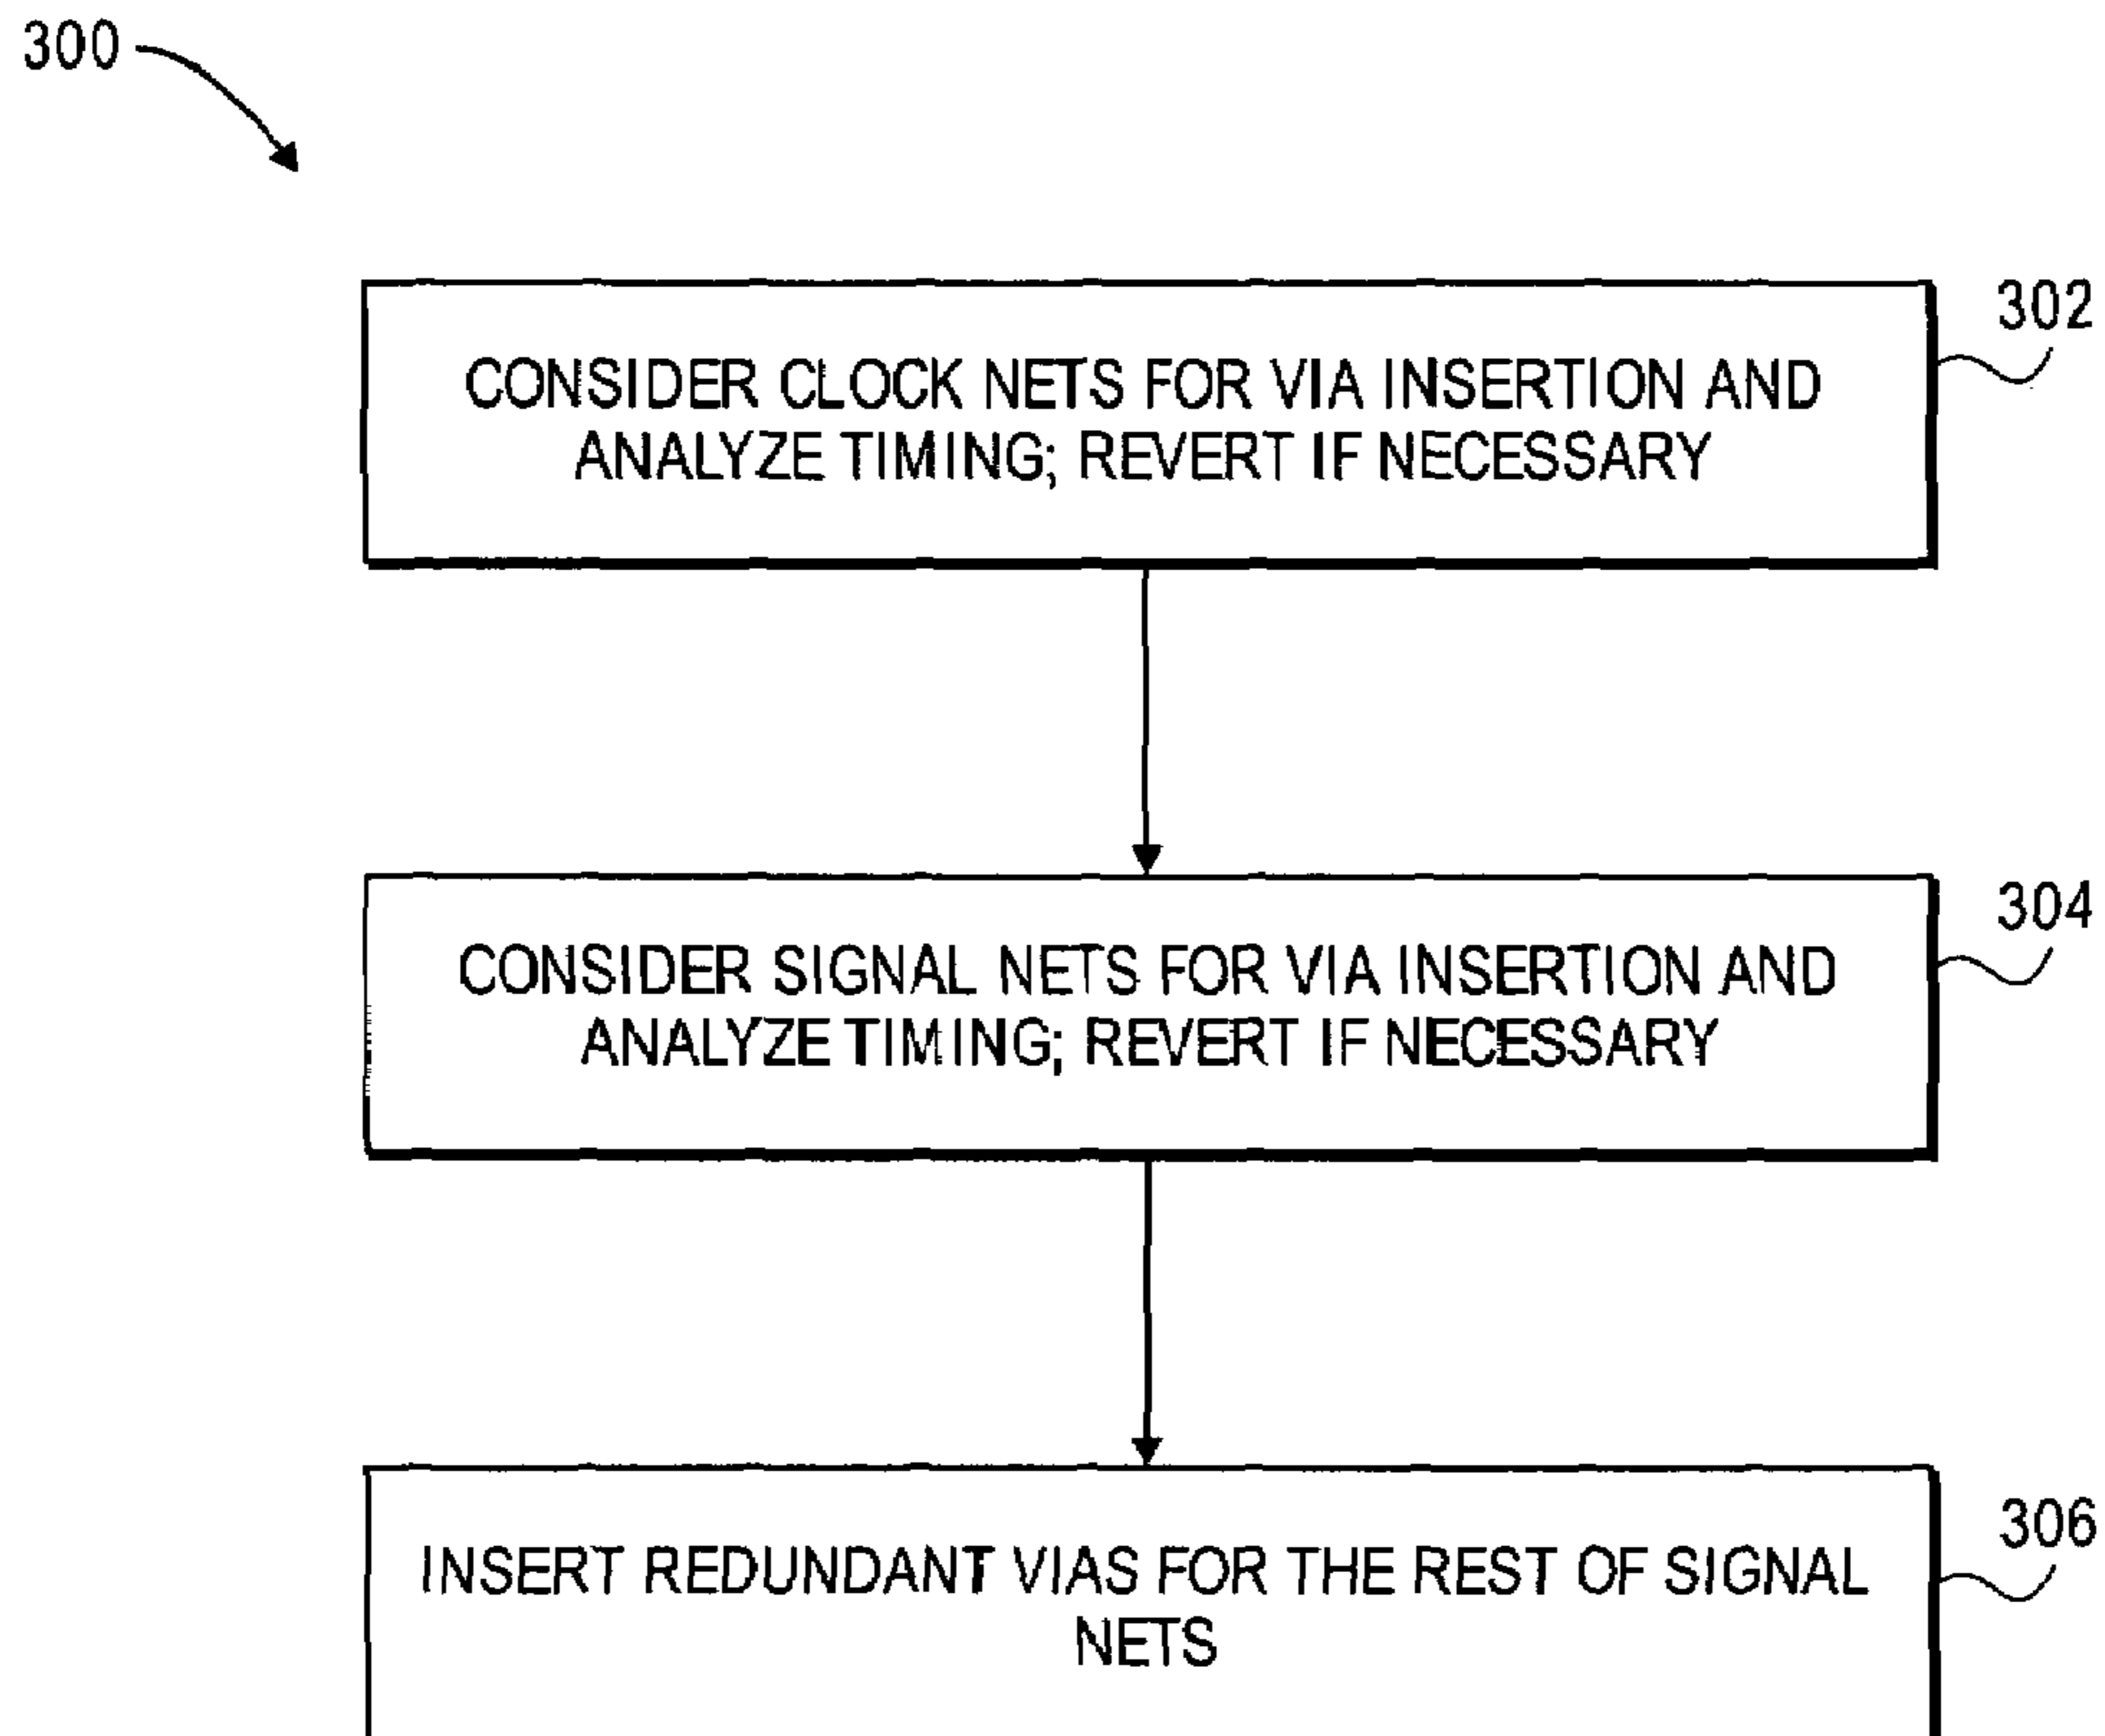 300
302
CONSIDER CLOCK NETS FOR VIA INSERTION AND
ANALYZE TIMING; REVERT IF NECESSARY
304
CONSIDER SIGNAL NETS FOR VIA INSERTION AND
ANALYZE TIMING; REVERT IF NECESSARY
306
INSERT REDUNDANT VIAS FOR THE REST OF SIGNAL
NETS